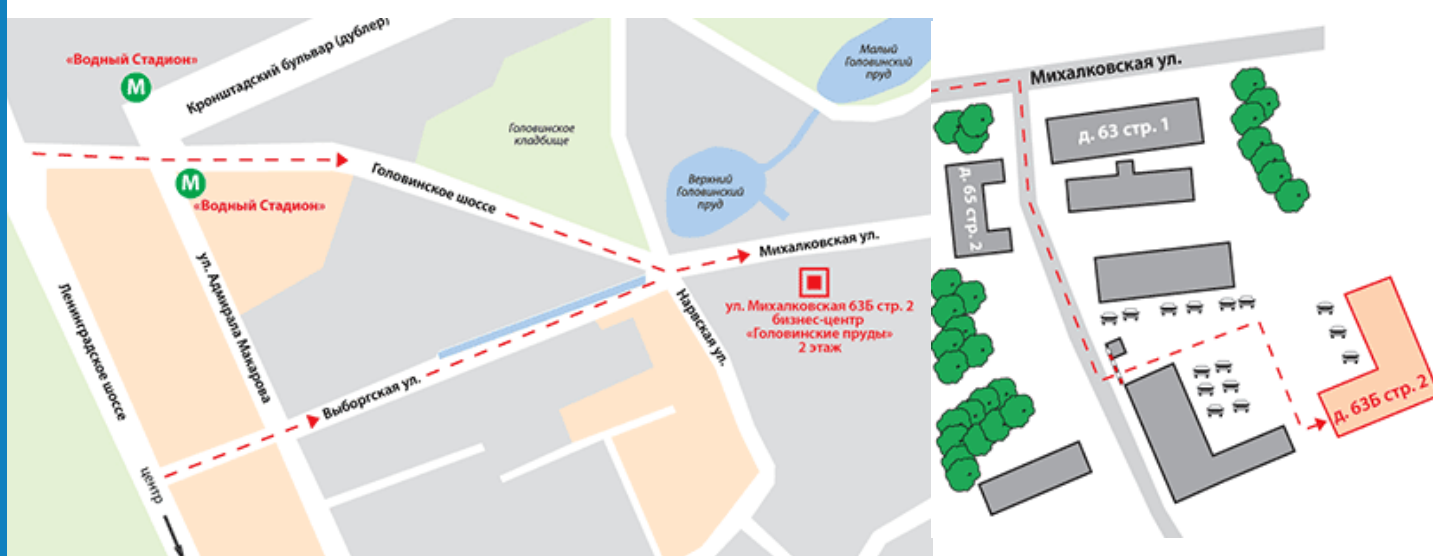 Кронштадский бульвар (дублер)
«Водный Стадион»
М
М
«Водный Стадион»
Головинское
кладбище
Малый
Головинский
пруд
Верхний
Головинский
пруд
Головинское шоссе
Михалковская ул.
ул. Михалковская 63Б стр. 2
бизнес-центр
«Головинские пруды»
2 этаж
Ленинградское шоссе
ул. Адмирала Макарова
Нарвская ул.
Выборгская ул.
центр
Михалковская ул.
д. 63 стр. 1
д. 65 стр. 2
д. 63Б стр. 2